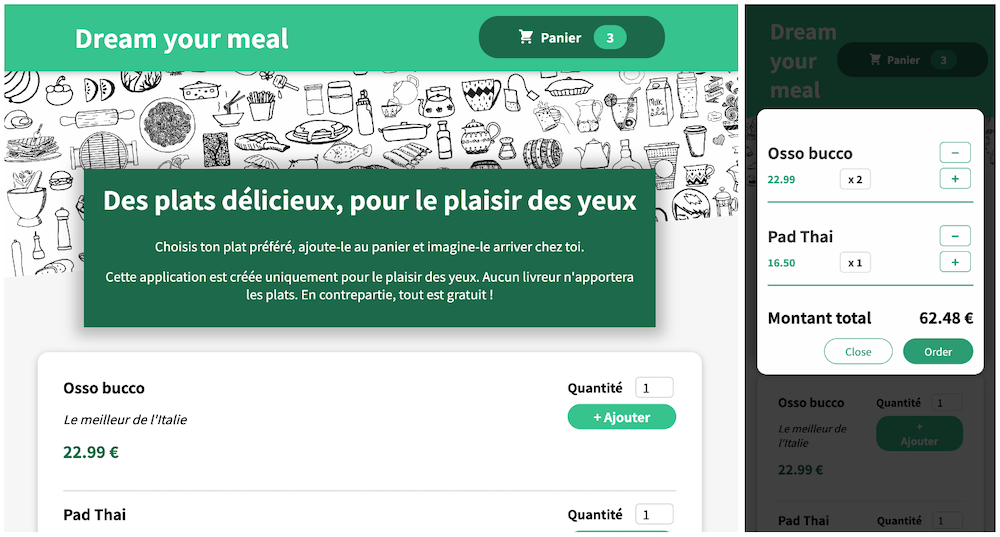 Dream your meal
Panier 3
Des plats délicieux, pour le plaisir des yeux
Choisis ton plat préféré, ajoute-le au panier et imagine-le arriver chez toi.
Cette application est créée uniquement pour le plaisir des yeux. Aucun livreur n'apportera
les plats. En contrepartie, tout est gratuit !
Osso bucco
Quantité 1
Le meilleur de l'Italie
+ Ajouter
22.99 €
Pad Thai
Quantité 1
Dream
your
meal
Panier 3
Osso bucco
−
22.99
x 2
+
Pad Thai
−
16.50
x 1
+
Montant total 62.48 €
Close
Order
Osso bucco
Quantité 1
Le meilleur de
l'Italie
+
Ajouter
22.99 €
Pad Thai
Quantité 1